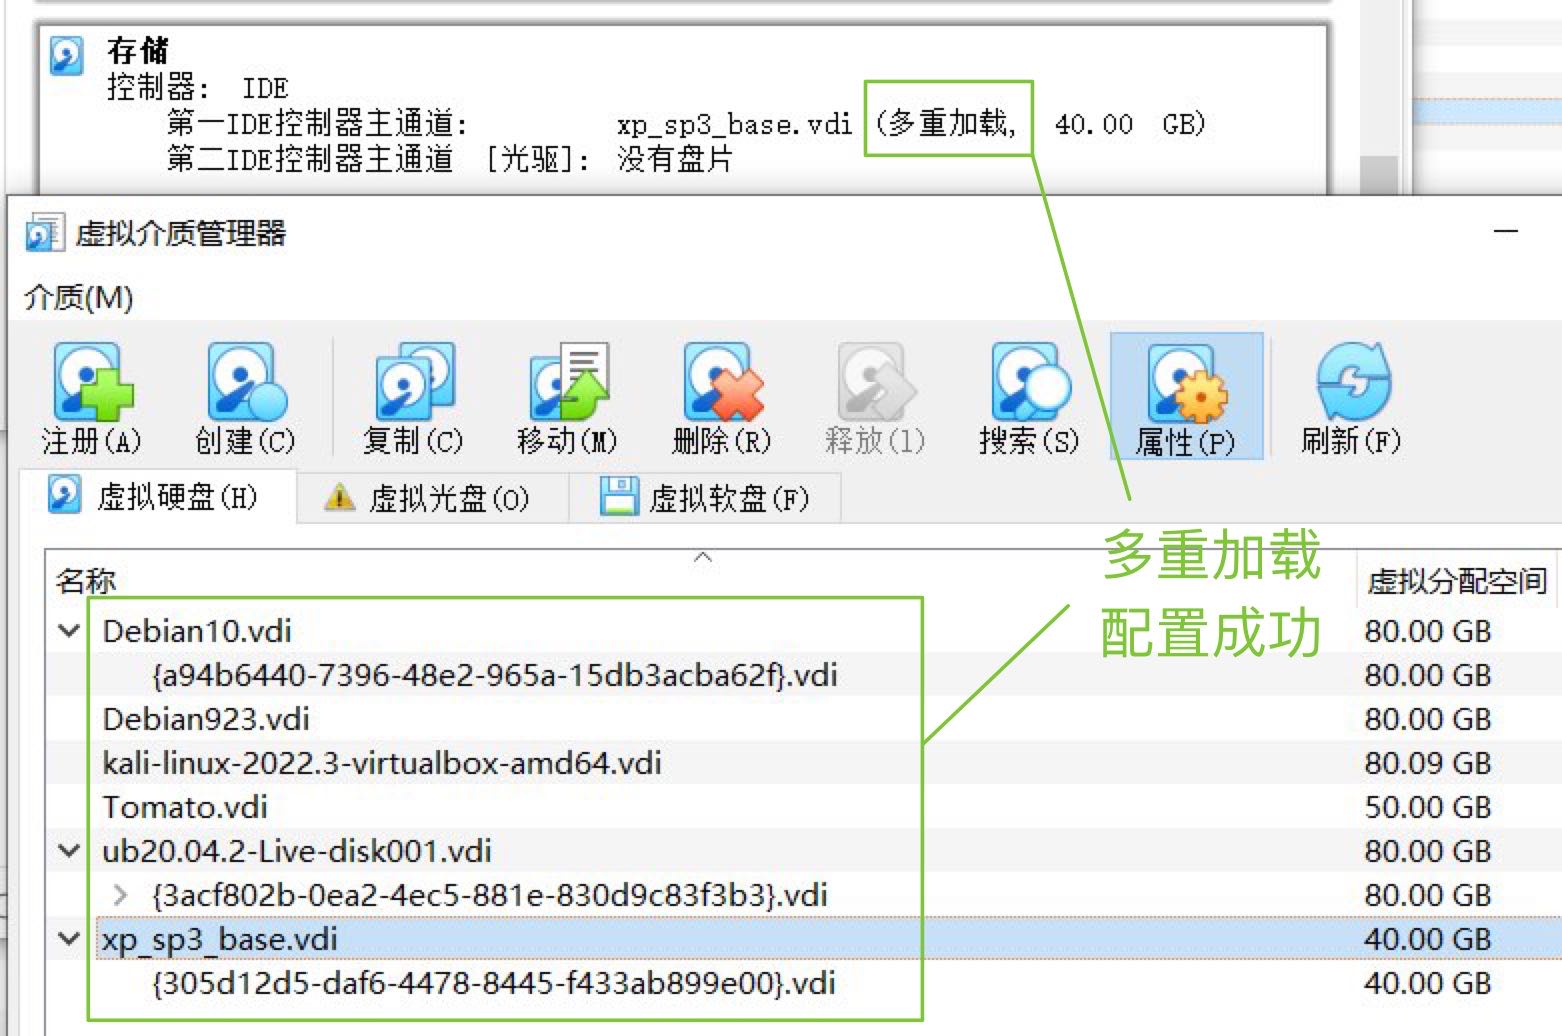 存储
控制器: IDE
第一IDE控制器主通道: xp_sp3_base.vdi (多重加载, 40.00 GB)
第二IDE控制器主通道 [光驱]: 没有盘片
虚拟介质管理器
介质(M)
注册(A) 创建(C) 复制(C) 移动(M) 删除(R) 释放(l) 搜索(S) 属性(P) 刷新(F)
虚拟硬盘(H) 虚拟光盘(O) 虚拟软盘(F)
多重加载
配置成功
名称 虚拟分配空间
Debian10.vdi 80.00 GB
{a94b6440-7396-48e2-965a-15db3acba62f}.vdi 80.00 GB
Debian923.vdi 80.00 GB
kali-linux-2022.3-virtualbox-amd64.vdi 80.09 GB
Tomato.vdi 50.00 GB
ub20.04.2-Live-disk001.vdi 80.00 GB
{3acf802b-0ea2-4ec5-881e-830d9c83f3b3}.vdi 80.00 GB
xp_sp3_base.vdi 40.00 GB
{305d12d5-daf6-4478-8445-f433ab899e00}.vdi 40.00 GB